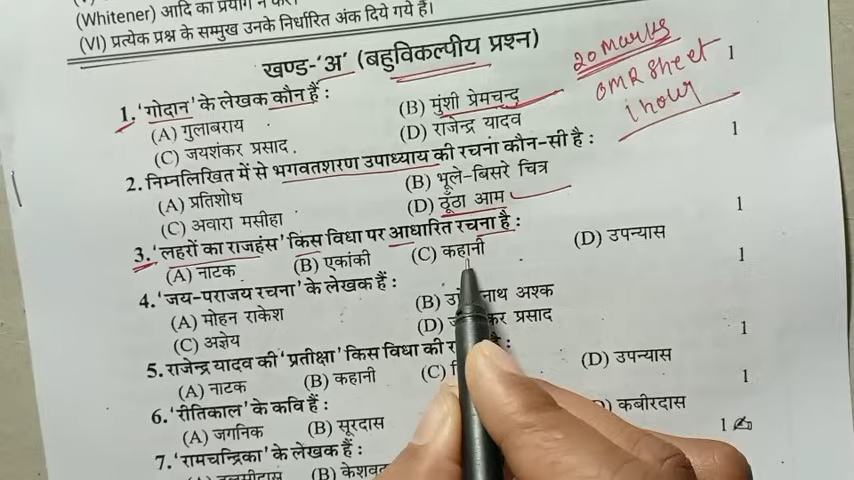 (Whitener) आदि का प्रयोग न करें।
(VI) प्रत्येक प्रश्न के सम्मुख उनके निर्धारित अंक दिये गये हैं।
खण्ड-'अ' (बहुविकल्पीय प्रश्न)
20 Marks
OMR Sheet
1 hour
1. 'गोदान' के लेखक कौन हैं : 1
(A) गुलाबराय (B) मुंशी प्रेमचन्द
(C) जयशंकर प्रसाद (D) राजेन्द्र यादव
2. निम्नलिखित में से भगवतशरण उपाध्याय की रचना कौन-सी है : 1
(A) प्रतिशोध (B) भूले-बिसरे चित्र
(C) अवारा मसीहा (D) ठूँठा आम
3. 'लहरों का राजहंस' किस विधा पर आधारित रचना है : 1
(A) नाटक (B) एकांकी (C) कहानी (D) उपन्यास
4. 'जय-पराजय रचना' के लेखक हैं : 1
(A) मोहन राकेश (B) नाथ अश्क
(C) अज्ञेय (D) प्रसाद
5. राजेन्द्र यादव की 'प्रतीक्षा' किस विधा की है : 1
(A) नाटक (B) कहानी (C) (D) उपन्यास
6. 'रीतिकाल' के कवि हैं : 1
(A) जगनिक (B) सूरदास (D) कबीरदास
7. 'रामचन्द्रिका' के लेखक हैं : 1
(B)